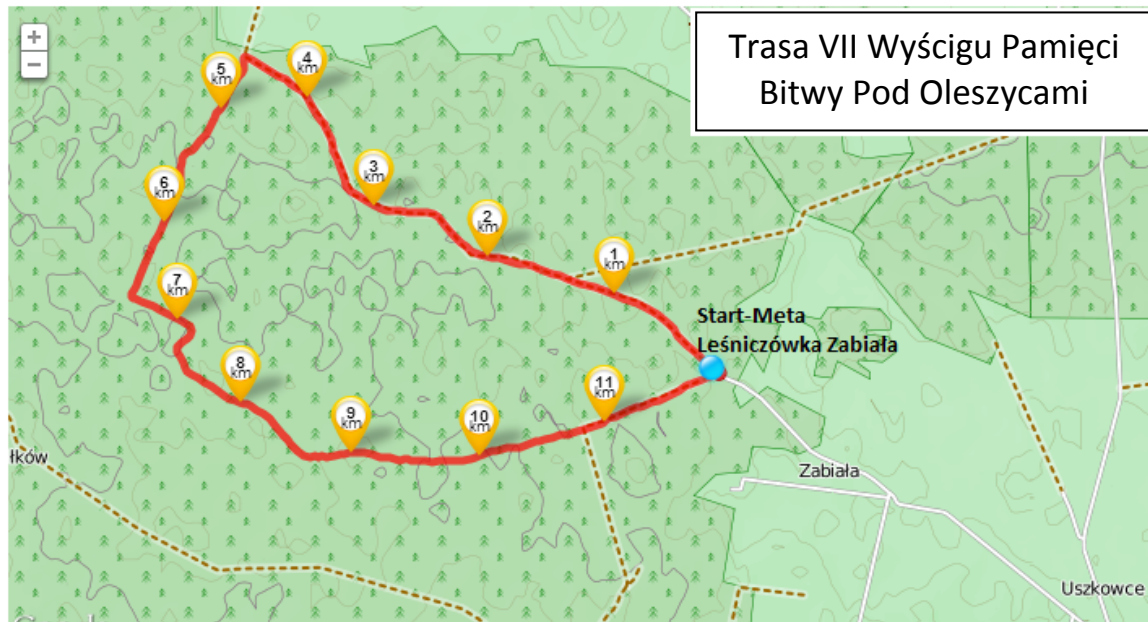 +
−
Trasa VII Wyścigu Pamięci
Bitwy Pod Oleszycami
5
km
4
km
3
km
6
km
2
km
1
km
7
km
Start-Meta
Leśniczówka Zabiała
8
km
11
km
9
km
10
km
łków
Zabiała
Uszkowce